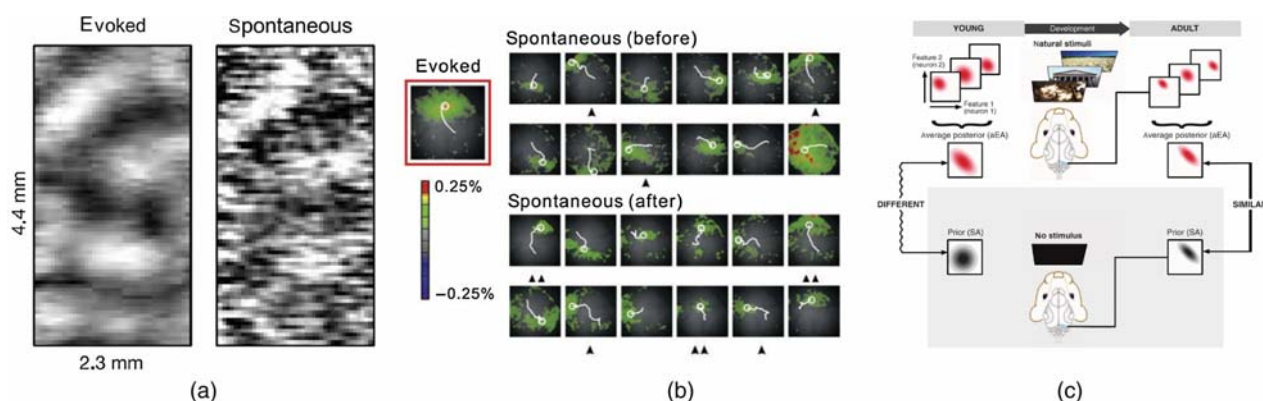 Evoked
Spontaneous
4.4 mm
2.3 mm
(a)
Evoked
0.25%
−0.25%
Spontaneous (before)
Spontaneous (after)
(b)
YOUNG
Development
ADULT
Feature 2
(neuron 2)
Feature 1
(neuron 1)
Natural stimuli
Average posterior (aEA)
Average posterior (aEA)
DIFFERENT
SIMILAR
Prior (SA)
No stimulus
Prior (SA)
(c)